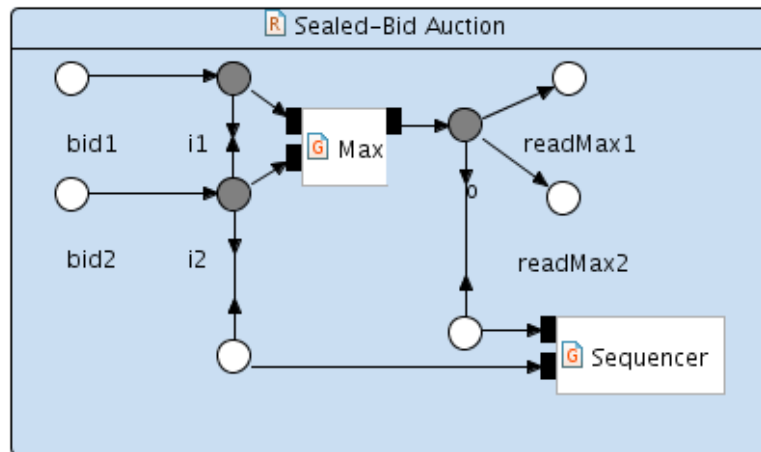 R Sealed-Bid Auction
bid1
i1
G Max
readMax1
o
bid2
i2
readMax2
G Sequencer